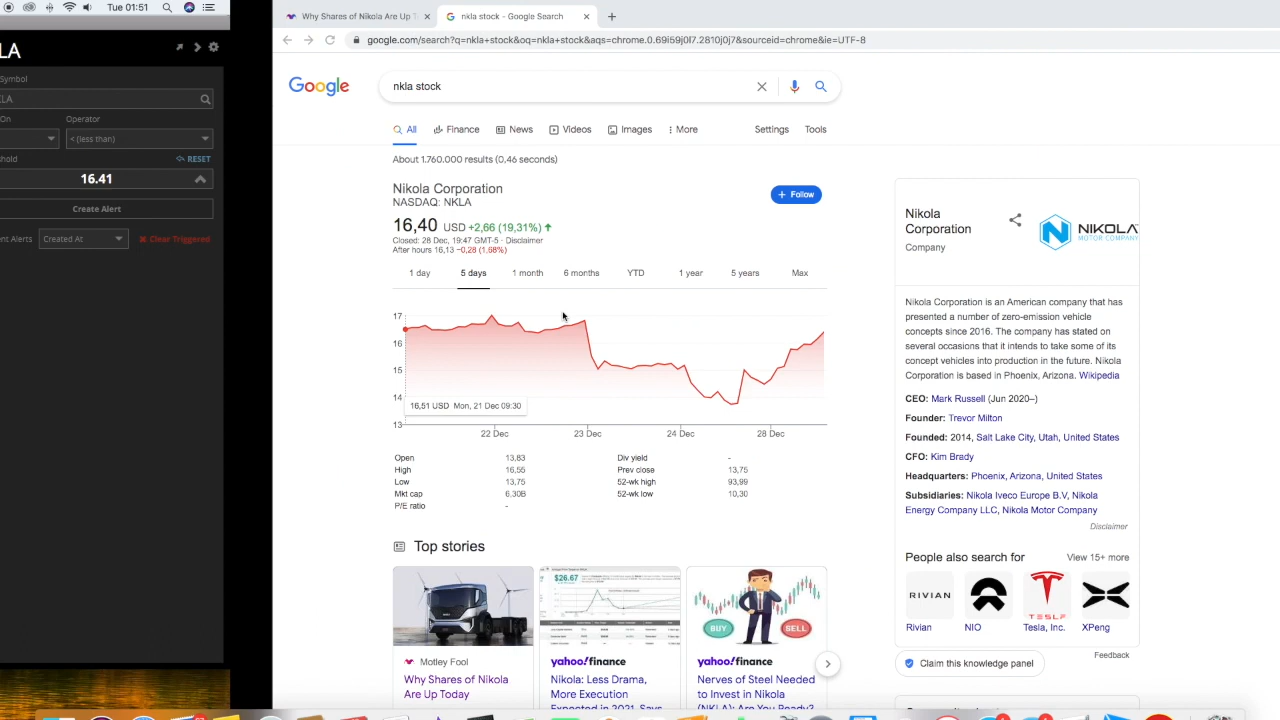 Tue 01:51
LA
Symbol
KLA
On
Operator
< (less than)
hold
RESET
16.41
Create Alert
nt Alerts
Created At
Clear Triggered
Why Shares of Nikola Are Up T
nkla stock - Google Search
google.com/search?q=nkla+stock&oq=nkla+stock&aqs=chrome.0.69i59j0l7.2810j0j7&sourceid=chrome&ie=UTF-8
Google
nkla stock
All
Finance
News
Videos
Images
More
Settings
Tools
About 1.760.000 results (0,46 seconds)
Nikola Corporation
NASDAQ: NKLA
Follow
16,40 USD +2,66 (19,31%)
Closed: 28 Dec, 19:47 GMT-5 · Disclaimer
After hours 16,13 −0,28 (1,68%)
1 day
5 days
1 month
6 months
YTD
1 year
5 years
Max
17
16
15
14
13
16,51 USD Mon, 21 Dec 09:30
22 Dec
23 Dec
24 Dec
28 Dec
Open 13,83
High 16,55
Low 13,75
Mkt cap 6,30B
P/E ratio -
Div yield -
Prev close 13,75
52-wk high 93,99
52-wk low 10,30
Top stories
Motley Fool
Why Shares of Nikola
Are Up Today
$26.67
yahoo!finance
Nikola: Less Drama,
More Execution
Expected in 2021, Says
BUY
SELL
yahoo!finance
Nerves of Steel Needed
to Invest in Nikola
(NKLA): Are You Ready?
Nikola
Corporation
Company
NIKOLA
MOTOR COMPANY
Nikola Corporation is an American company that has
presented a number of zero-emission vehicle
concepts since 2016. The company has stated on
several occasions that it intends to take some of its
concept vehicles into production in the future. Nikola
Corporation is based in Phoenix, Arizona. Wikipedia
CEO: Mark Russell (Jun 2020–)
Founder: Trevor Milton
Founded: 2014, Salt Lake City, Utah, United States
CFO: Kim Brady
Headquarters: Phoenix, Arizona, United States
Subsidiaries: Nikola Iveco Europe B.V, Nikola
Energy Company LLC, Nikola Motor Company
Disclaimer
People also search for
View 15+ more
RIVIAN
TESLA
Rivian
NIO
Tesla, Inc.
XPeng
Feedback
Claim this knowledge panel